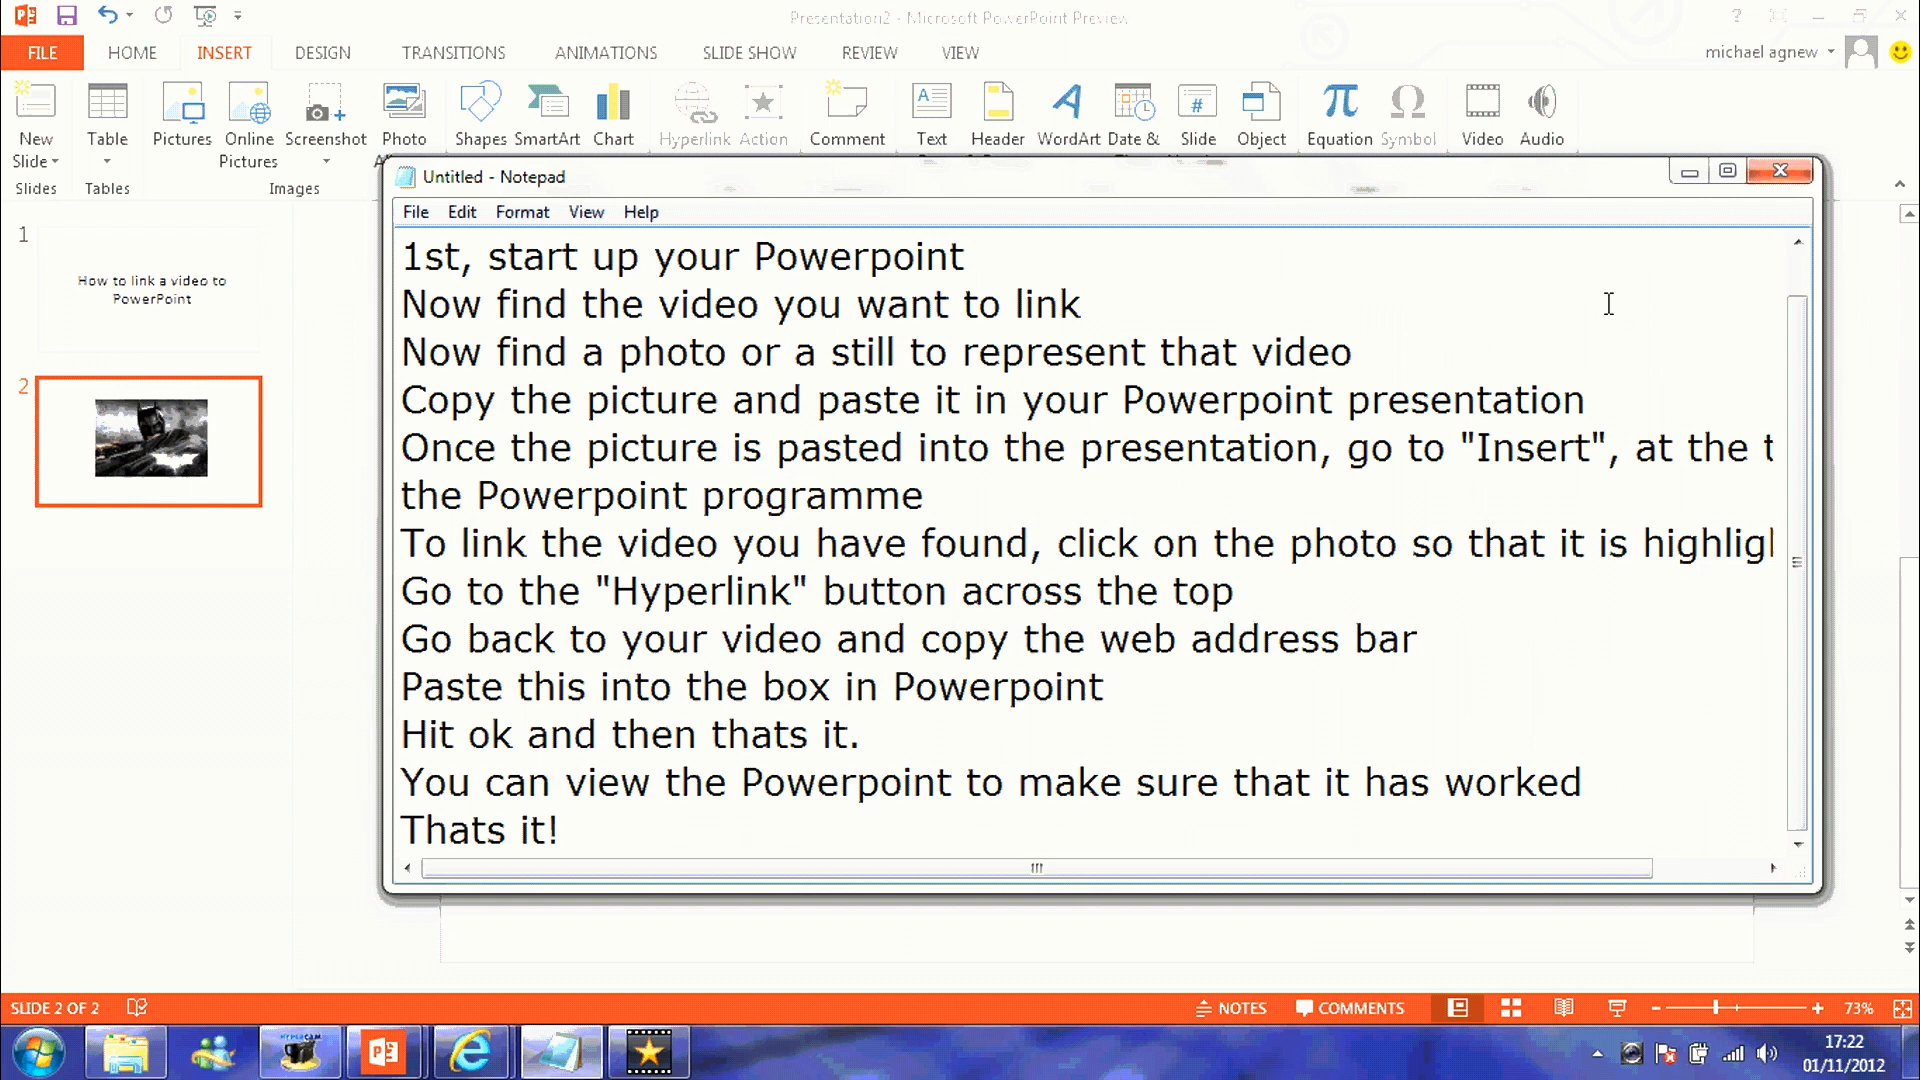 Presentation2 - Microsoft PowerPoint Preview
FILE HOME INSERT DESIGN TRANSITIONS ANIMATIONS SLIDE SHOW REVIEW VIEW michael agnew
New Slide Table Pictures Online Pictures Screenshot Photo Shapes SmartArt Chart Hyperlink Action Comment Text Header WordArt Date & Slide # Object Equation Symbol Video Audio
Slides Tables Images
Untitled - Notepad
File Edit Format View Help
1
How to link a video to
PowerPoint
2
1st, start up your Powerpoint
Now find the video you want to link
Now find a photo or a still to represent that video
Copy the picture and paste it in your Powerpoint presentation
Once the picture is pasted into the presentation, go to "Insert", at the t
the Powerpoint programme
To link the video you have found, click on the photo so that it is highligh
Go to the "Hyperlink" button across the top
Go back to your video and copy the web address bar
Paste this into the box in Powerpoint
Hit ok and then thats it.
You can view the Powerpoint to make sure that it has worked
Thats it!
SLIDE 2 OF 2 NOTES COMMENTS 73%
HYPERCAM
17:22
01/11/2012